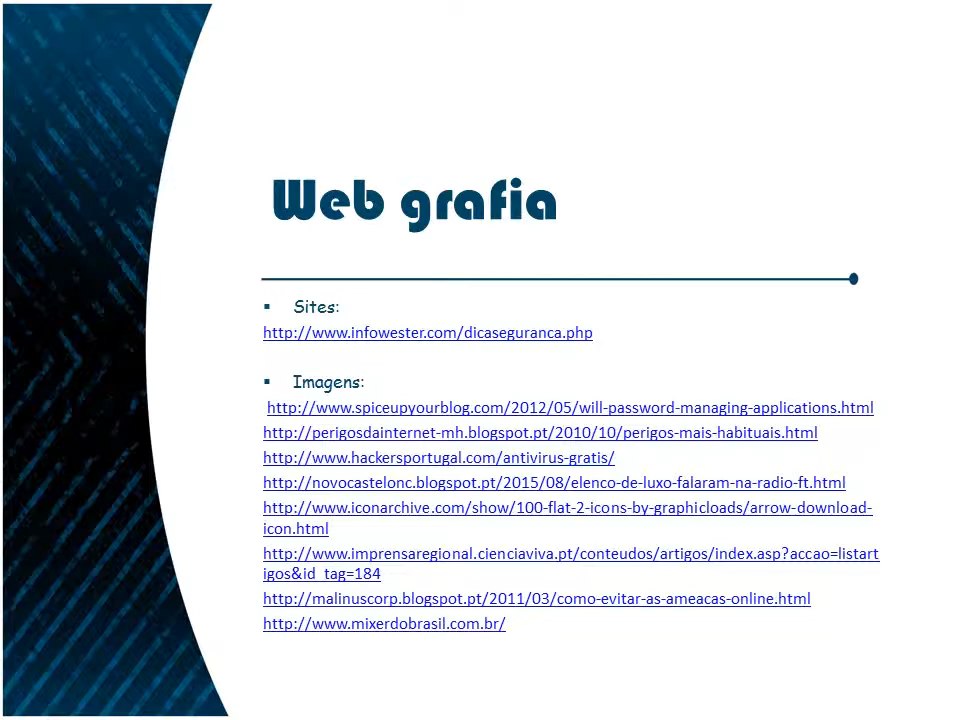 Web grafia
▪ Sites:
http://www.infowester.com/dicaseguranca.php
▪ Imagens:
http://www.spiceupyourblog.com/2012/05/will-password-managing-applications.html
http://perigosdainternet-mh.blogspot.pt/2010/10/perigos-mais-habituais.html
http://www.hackersportugal.com/antivirus-gratis/
http://novocastelonc.blogspot.pt/2015/08/elenco-de-luxo-falaram-na-radio-ft.html
http://www.iconarchive.com/show/100-flat-2-icons-by-graphicloads/arrow-download-
icon.html
http://www.imprensaregional.cienciaviva.pt/conteudos/artigos/index.asp?accao=listart
igos&id_tag=184
http://malinuscorp.blogspot.pt/2011/03/como-evitar-as-ameacas-online.html
http://www.mixerdobrasil.com.br/